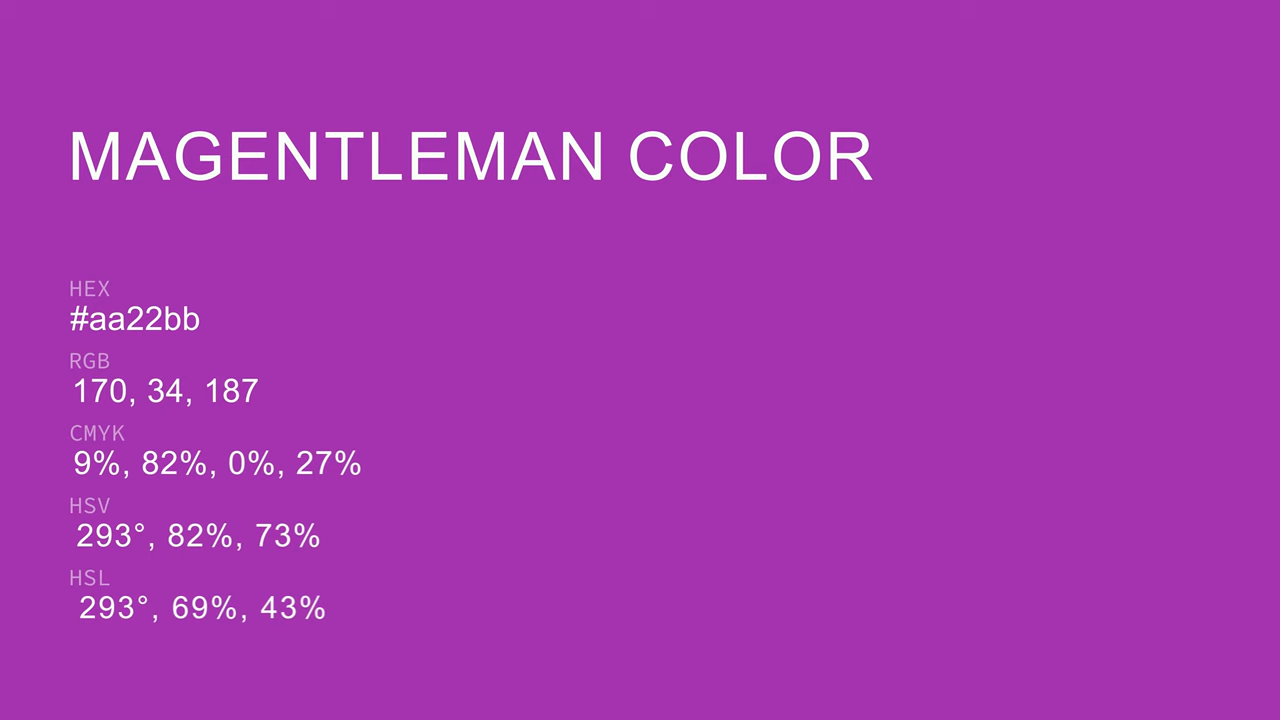 MAGENTLEMAN COLOR
HEX
#aa22bb
RGB
170, 34, 187
CMYK
9%, 82%, 0%, 27%
HSV
293°, 82%, 73%
HSL
293°, 69%, 43%